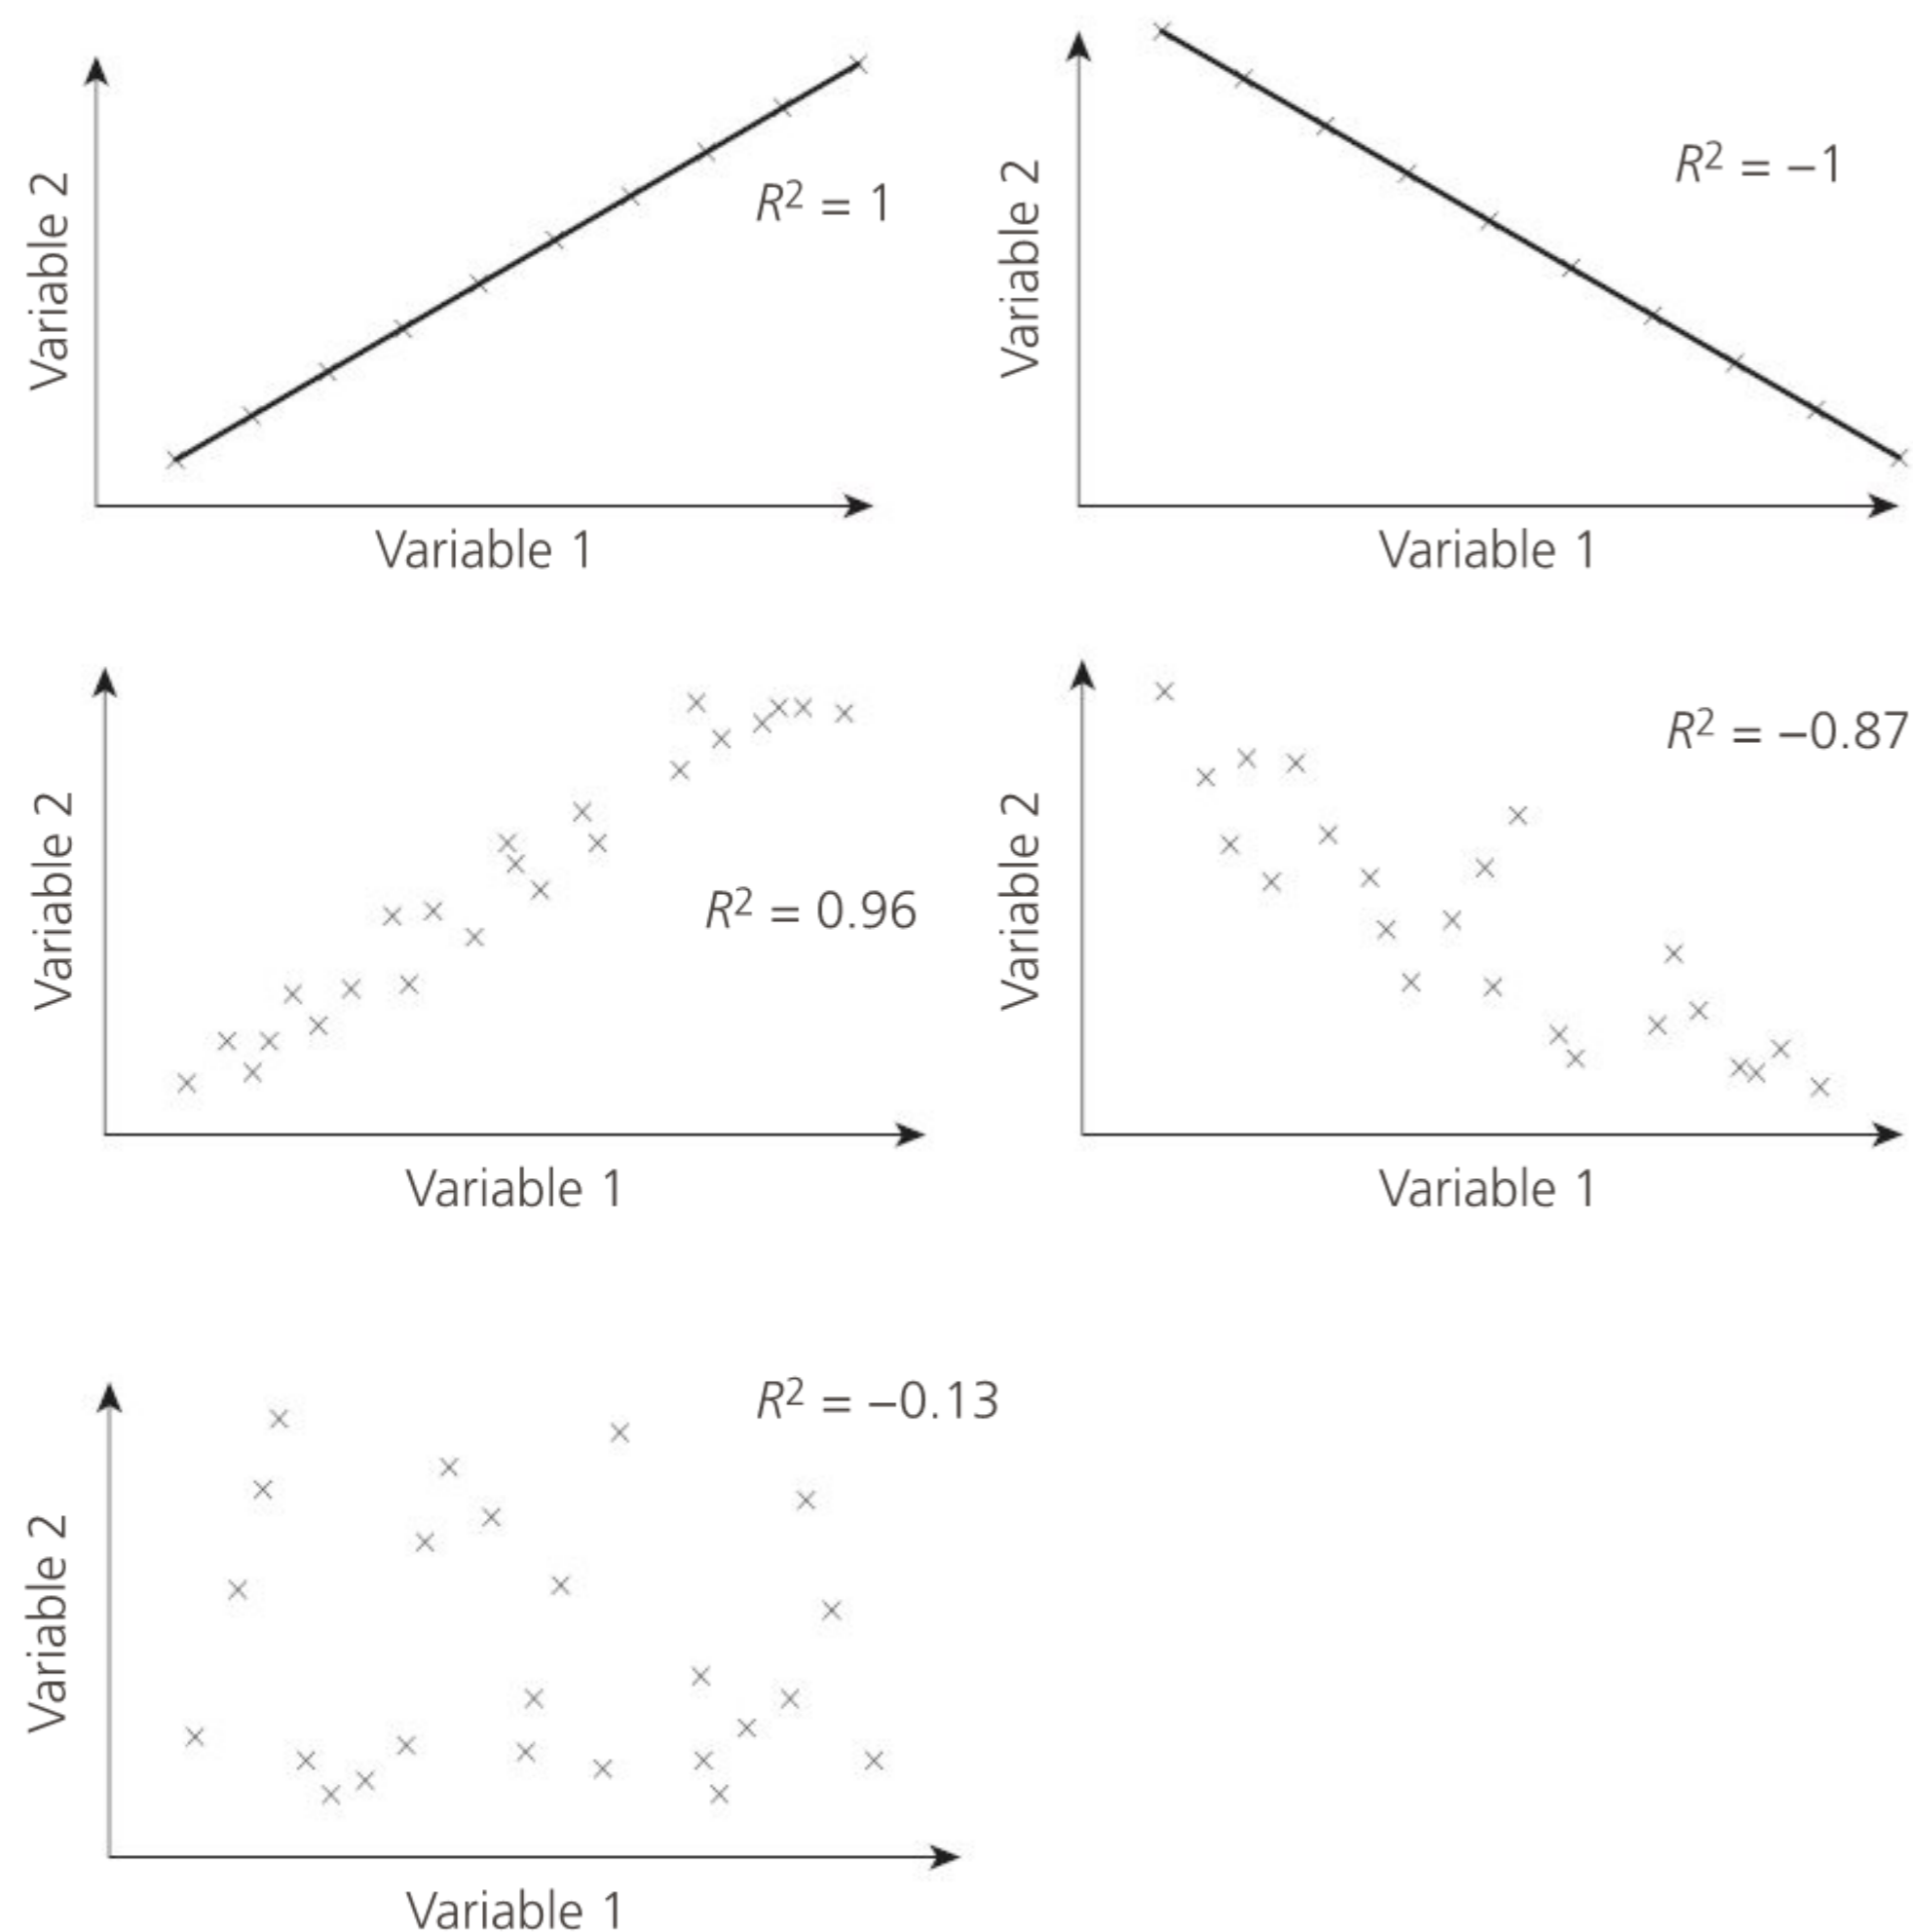 Variable 2
R² = 1
Variable 1
Variable 2
R² = −1
Variable 1
Variable 2
R² = 0.96
Variable 1
Variable 2
R² = −0.87
Variable 1
Variable 2
R² = −0.13
Variable 1